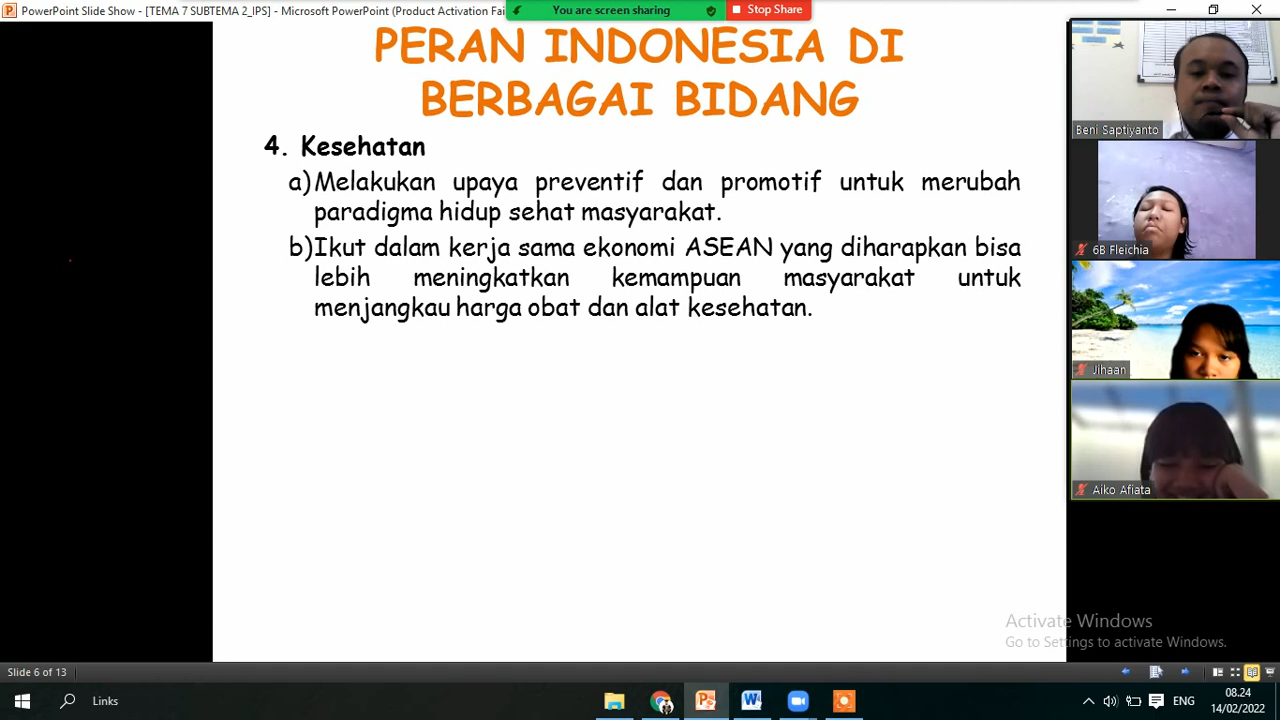 PowerPoint Slide Show - [TEMA 7 SUBTEMA 2_IPS] - Microsoft PowerPoint (Product Activation Fai
You are screen sharing
Stop Share
PERAN INDONESIA DI
BERBAGAI BIDANG
4. Kesehatan
a)Melakukan upaya preventif dan promotif untuk merubah
paradigma hidup sehat masyarakat.
b)Ikut dalam kerja sama ekonomi ASEAN yang diharapkan bisa
lebih meningkatkan kemampuan masyarakat untuk
menjangkau harga obat dan alat kesehatan.
Beni Saptiyanto
6B Fleichia
Jihaan
Aiko Afiata
Activate Windows
Go to Settings to activate Windows.
Slide 6 of 13
Links
ENG
08.24
14/02/2022